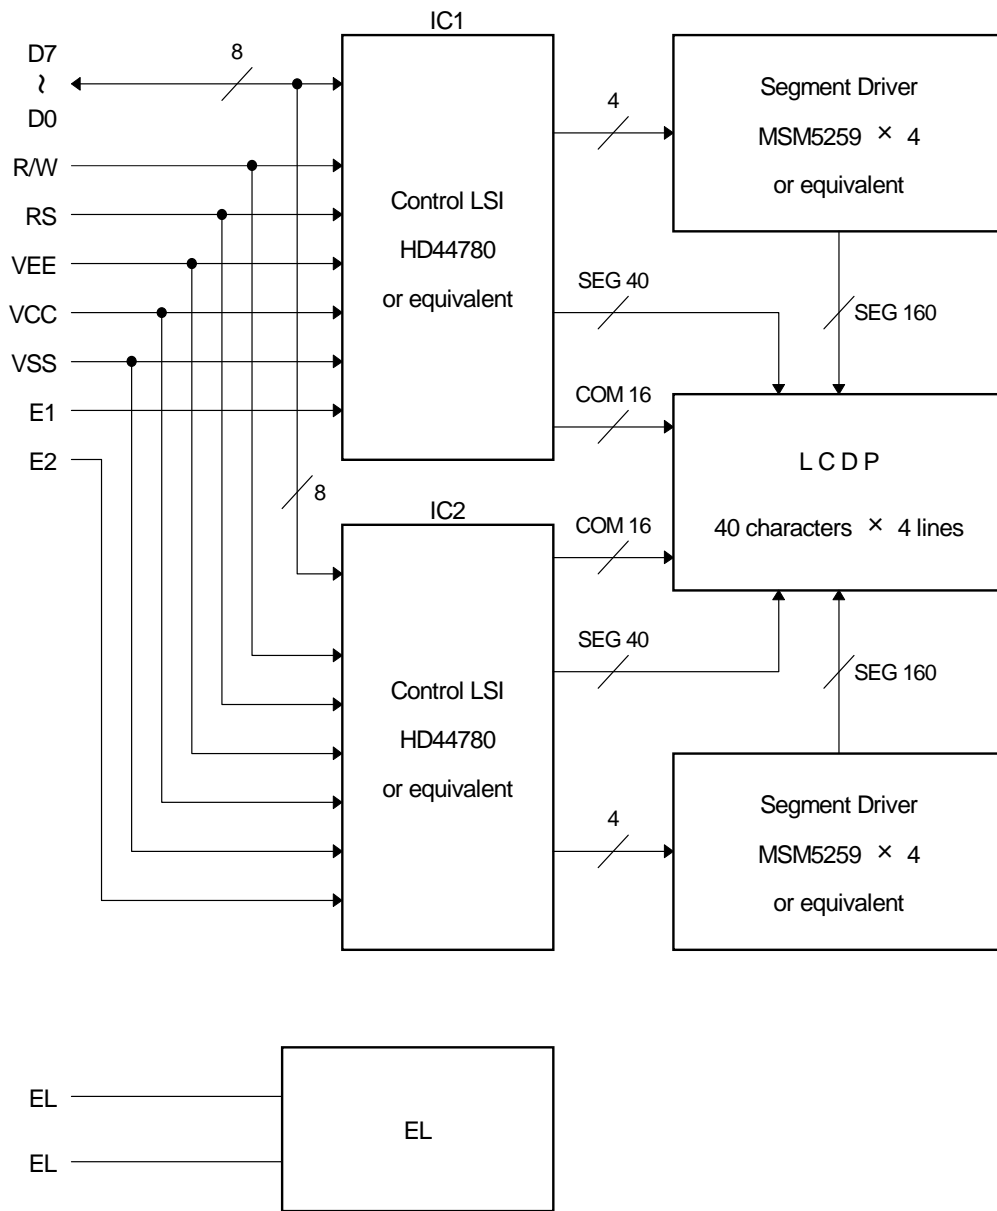 IC1
D7
~
D0
8
R/W
RS
VEE
VCC
VSS
E1
E2
Control LSI
HD44780
or equivalent
4
Segment Driver
MSM5259 × 4
or equivalent
SEG 40
SEG 160
COM 16
L C D P
40 characters × 4 lines
8
IC2
COM 16
SEG 40
SEG 160
Control LSI
HD44780
or equivalent
4
Segment Driver
MSM5259 × 4
or equivalent
EL
EL
EL